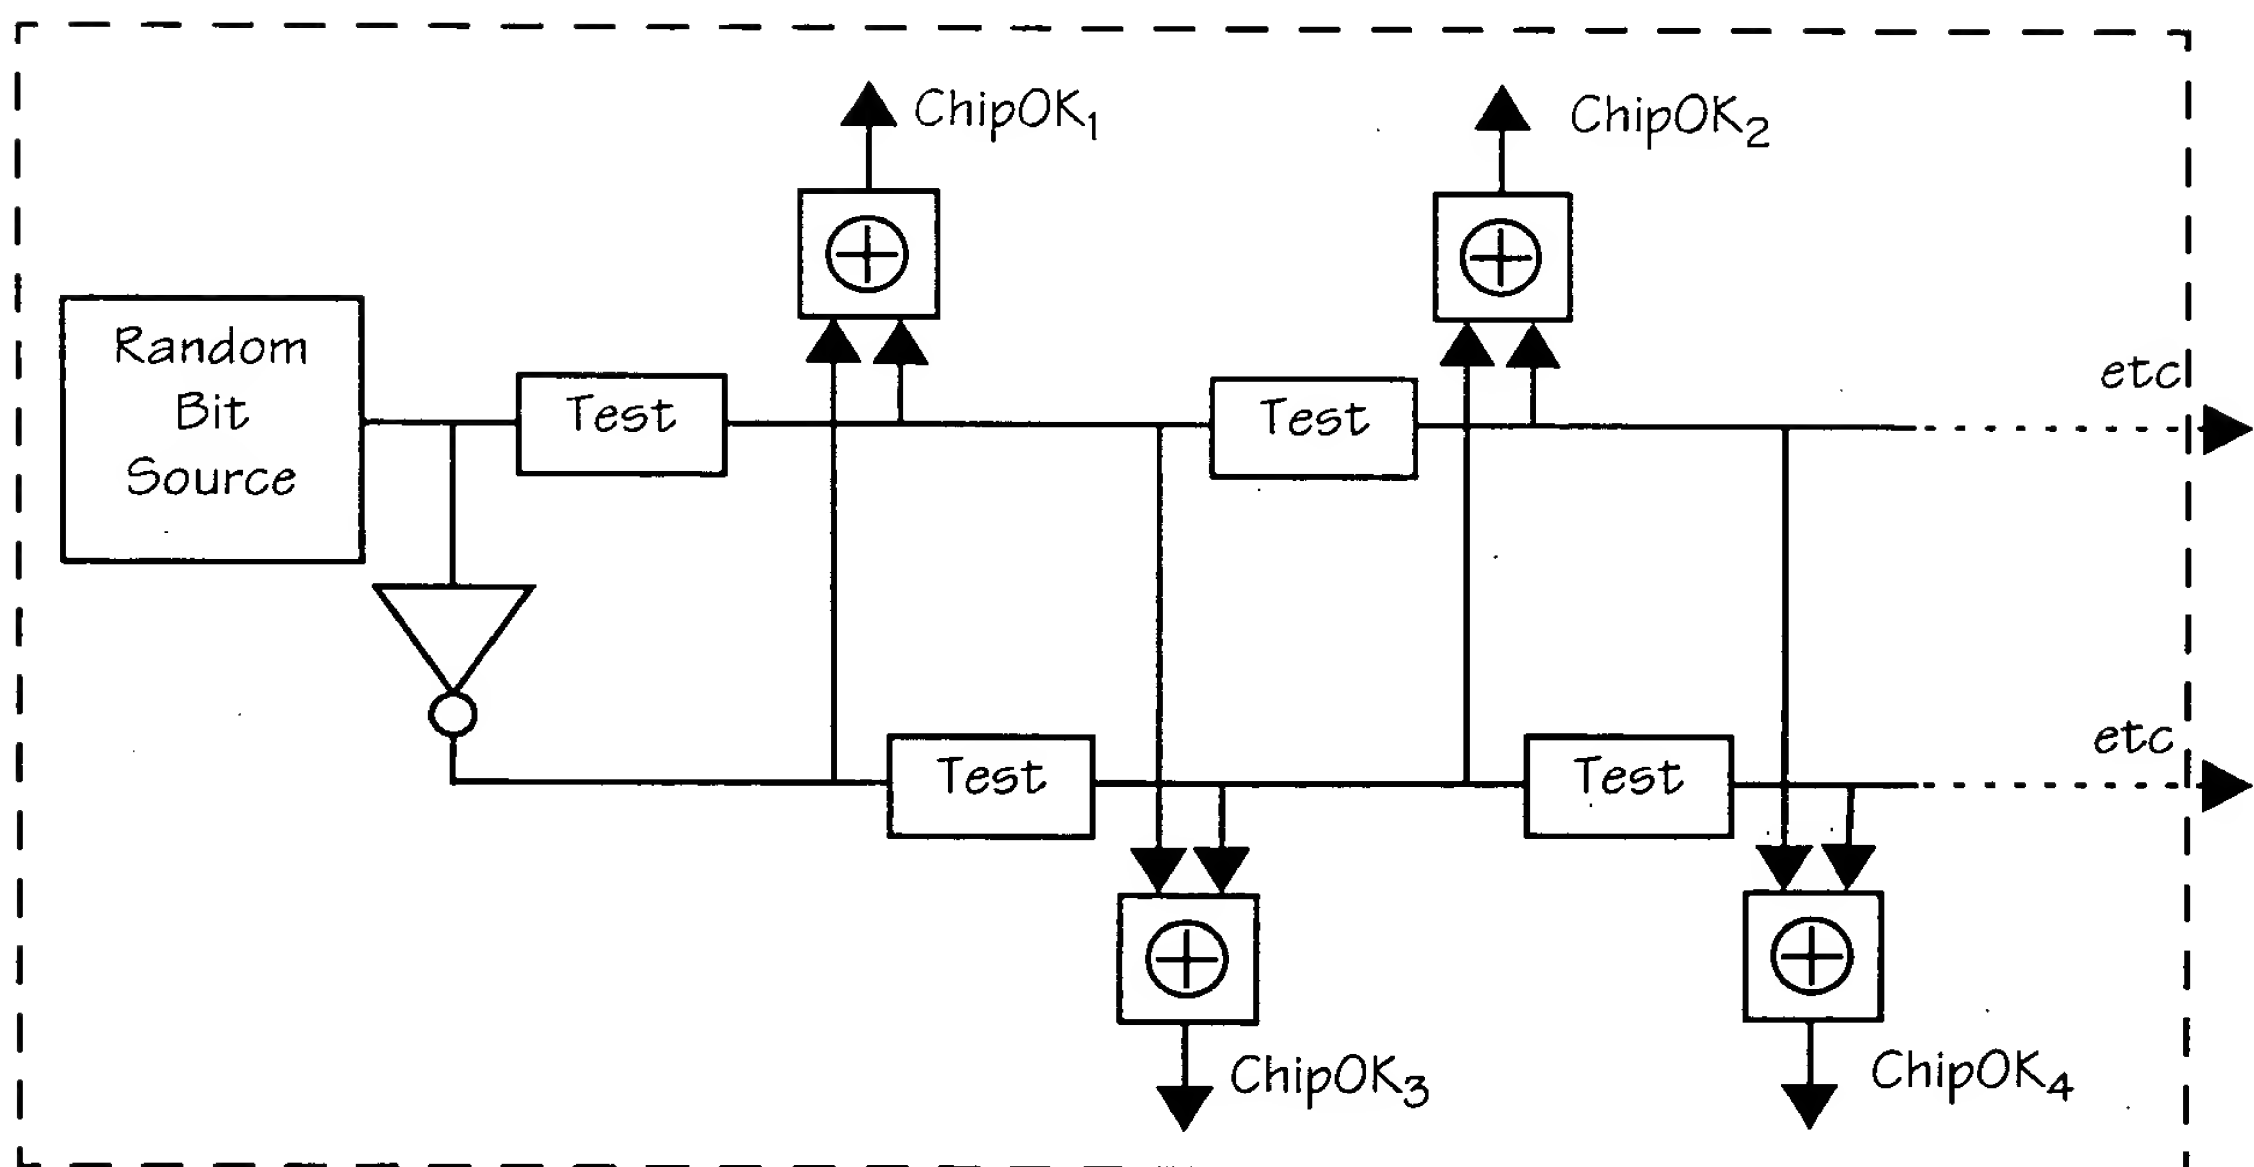 ChipOK1
ChipOK2
Random
Bit
Source
Test
Test
etc
Test
Test
etc
ChipOK3
ChipOK4